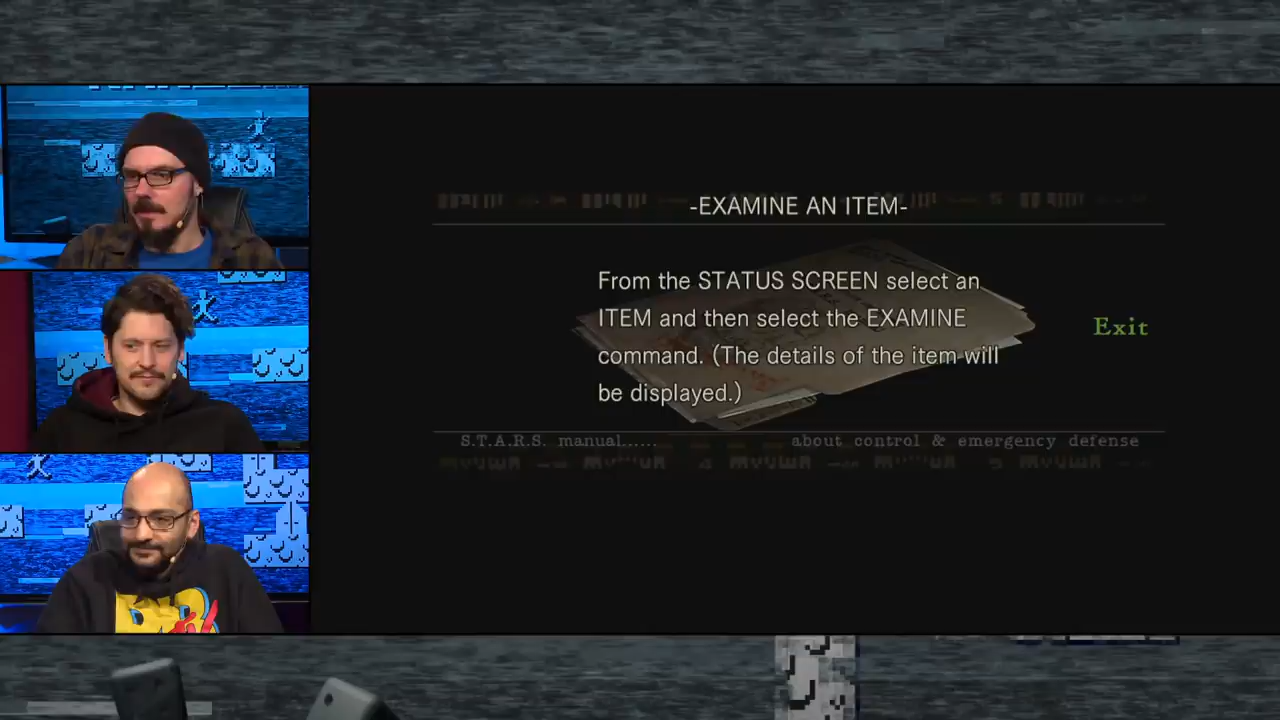 -EXAMINE AN ITEM-
From the STATUS SCREEN select an
ITEM and then select the EXAMINE
command. (The details of the item will
be displayed.)
Exit
S.T.A.R.S. manual...... about control & emergency defense